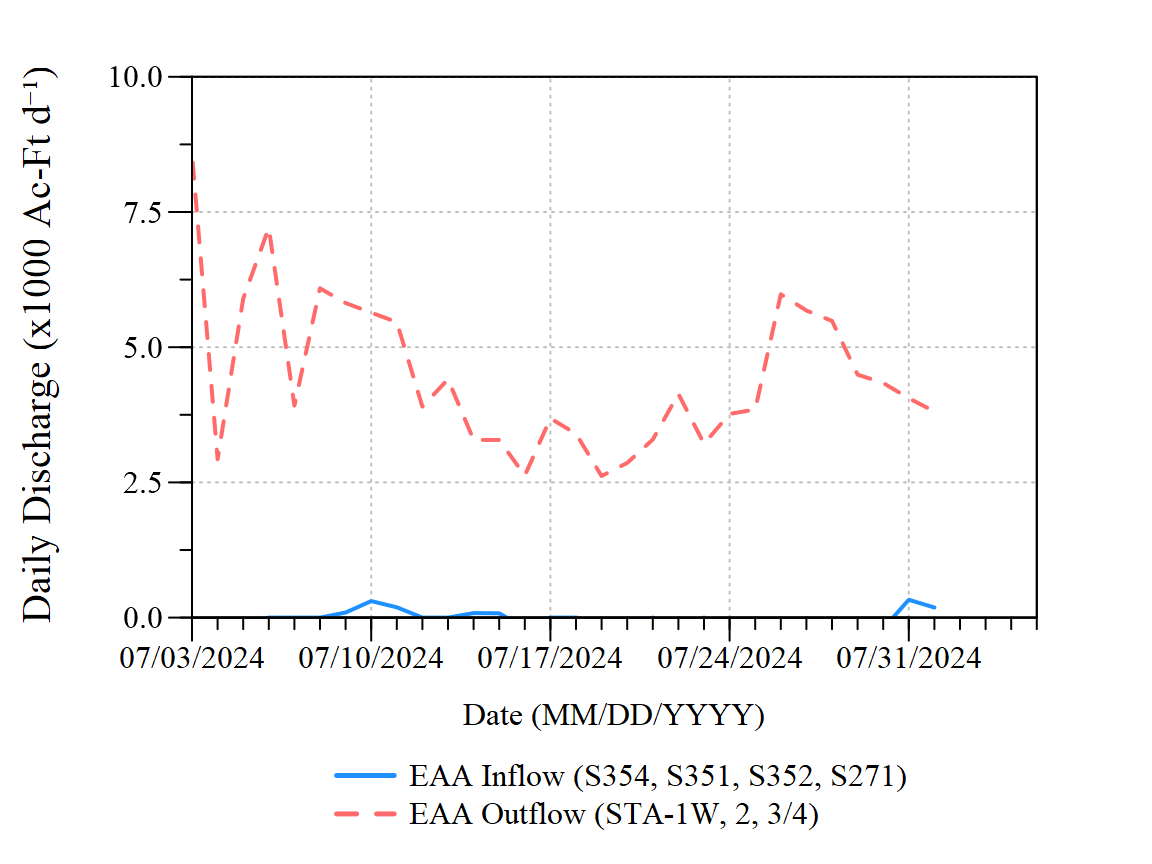 Daily Discharge (x1000 Ac-Ft d⁻¹)
10.0
7.5
5.0
2.5
0.0
07/03/2024 07/10/2024 07/17/2024 07/24/2024 07/31/2024
Date (MM/DD/YYYY)
EAA Inflow (S354, S351, S352, S271)
EAA Outflow (STA-1W, 2, 3/4)